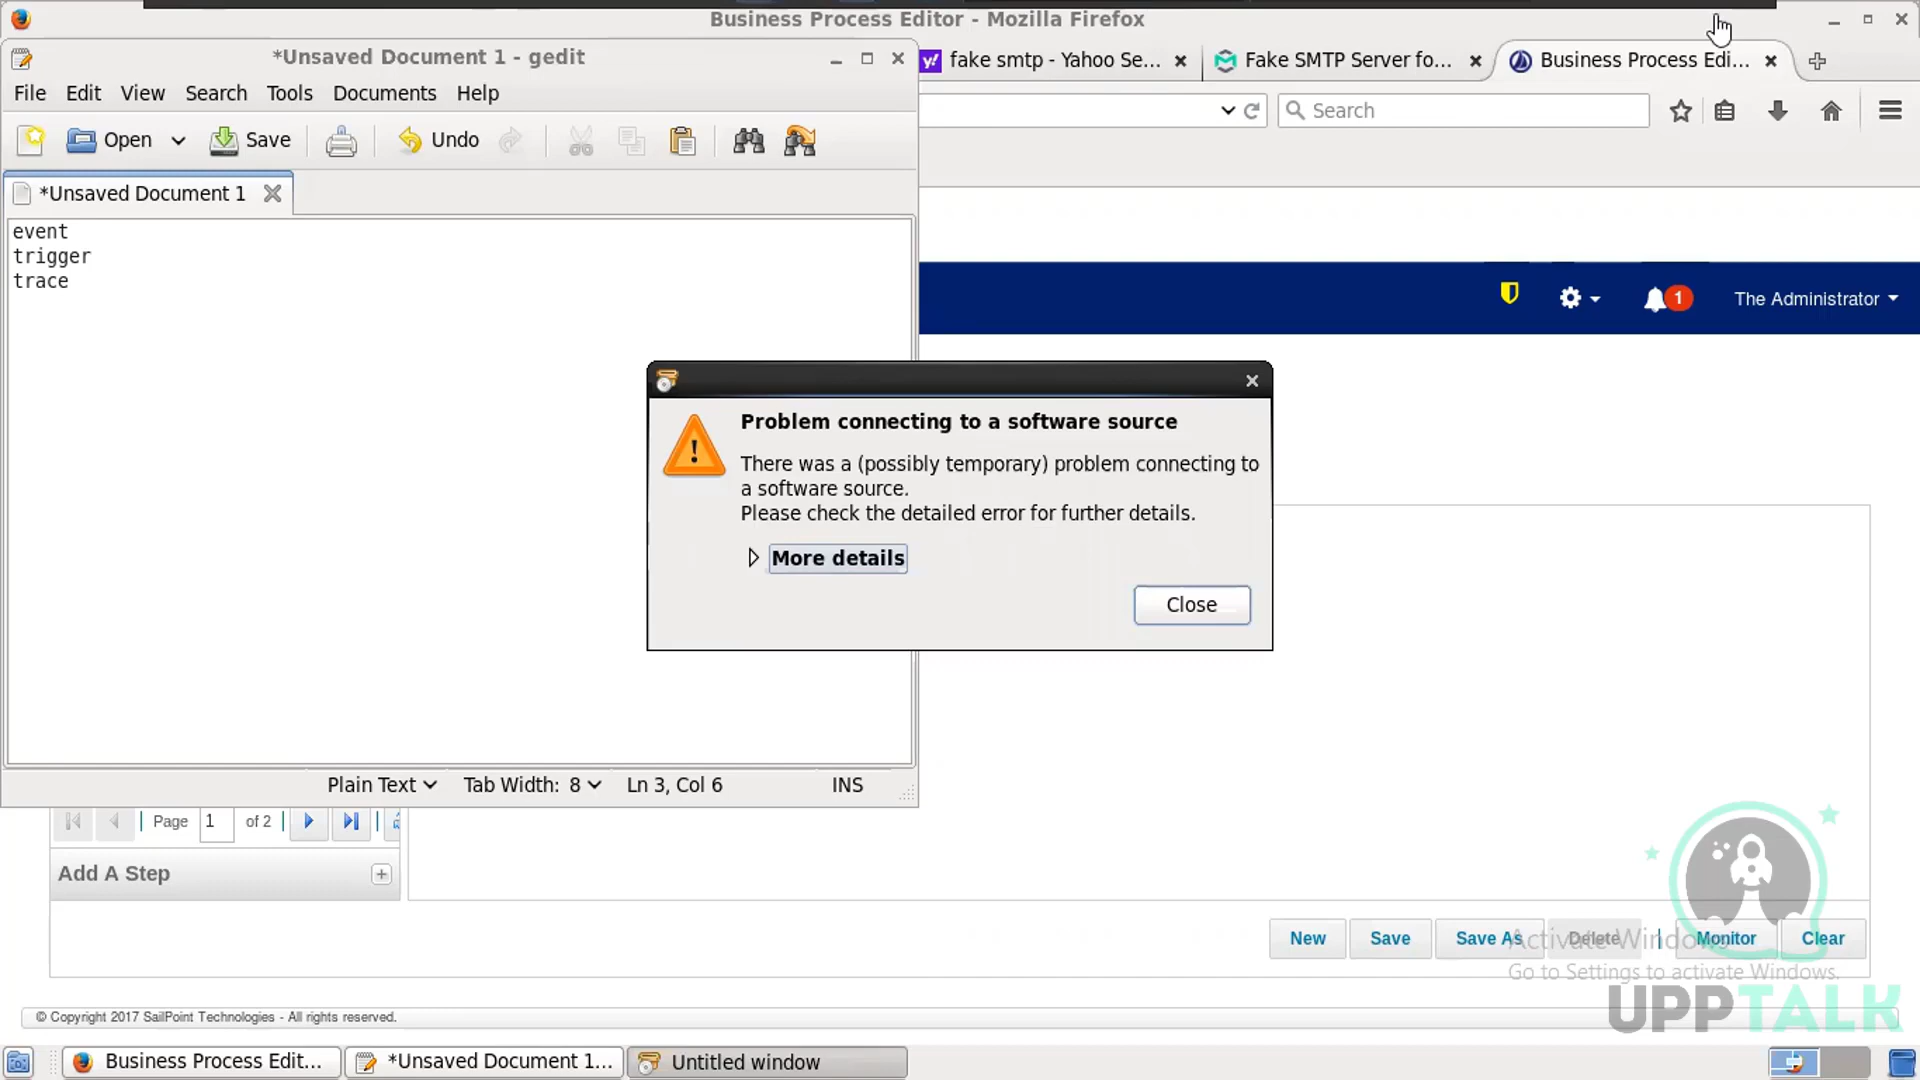 Business Process Editor - Mozilla Firefox
*Unsaved Document 1 - gedit
fake smtp - Yahoo Se...
Fake SMTP Server fo...
Business Process Edi...
File Edit View Search Tools Documents Help
Search
Open Save Undo
*Unsaved Document 1
event
trigger
trace
1
The Administrator
Problem connecting to a software source
There was a (possibly temporary) problem connecting to
a software source.
Please check the detailed error for further details.
More details
Close
Plain Text Tab Width: 8 Ln 3, Col 6 INS
Page 1 of 2
Add A Step
New Save Save As Delete Monitor Clear
Activate Windows
Go to Settings to activate Windows.
UPPTALK
© Copyright 2017 SailPoint Technologies - All rights reserved.
Business Process Edit...
*Unsaved Document 1...
Untitled window